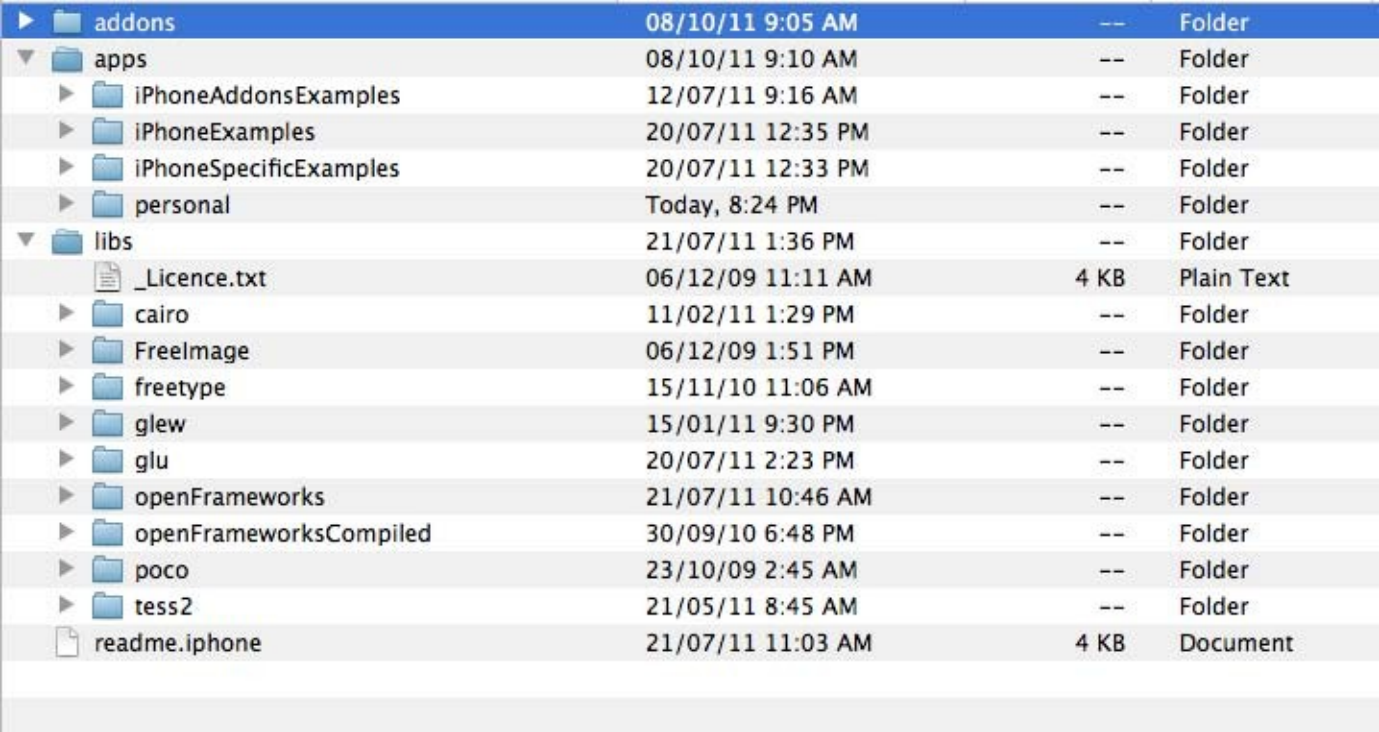 addons 08/10/11 9:05 AM -- Folder
apps 08/10/11 9:10 AM -- Folder
iPhoneAddonsExamples 12/07/11 9:16 AM -- Folder
iPhoneExamples 20/07/11 12:35 PM -- Folder
iPhoneSpecificExamples 20/07/11 12:33 PM -- Folder
personal Today, 8:24 PM -- Folder
libs 21/07/11 1:36 PM -- Folder
_Licence.txt 06/12/09 11:11 AM 4 KB Plain Text
cairo 11/02/11 1:29 PM -- Folder
FreeImage 06/12/09 1:51 PM -- Folder
freetype 15/11/10 11:06 AM -- Folder
glew 15/01/11 9:30 PM -- Folder
glu 20/07/11 2:23 PM -- Folder
openFrameworks 21/07/11 10:46 AM -- Folder
openFrameworksCompiled 30/09/10 6:48 PM -- Folder
poco 23/10/09 2:45 AM -- Folder
tess2 21/05/11 8:45 AM -- Folder
readme.iphone 21/07/11 11:03 AM 4 KB Document